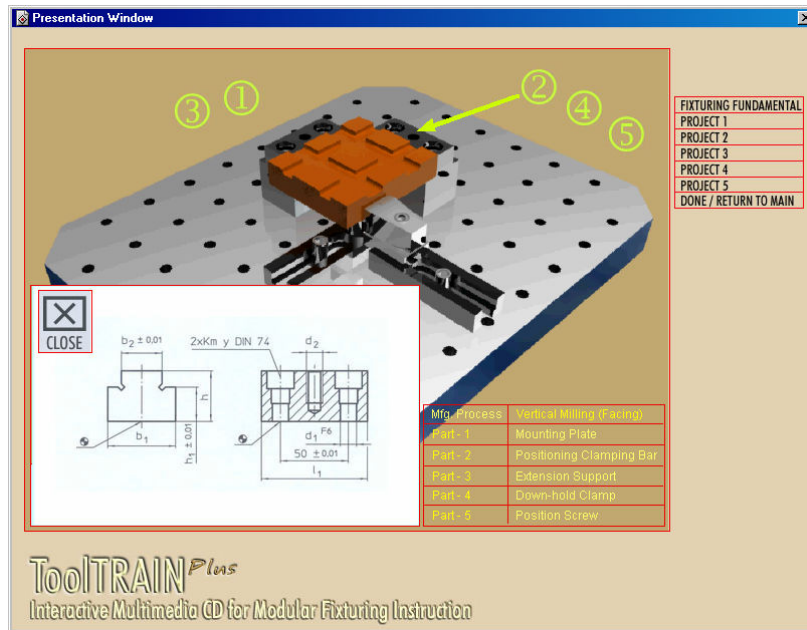 Presentation Window
③ ① ② ④ ⑤
FIXTURING FUNDAMENTAL
PROJECT 1
PROJECT 2
PROJECT 3
PROJECT 4
PROJECT 5
DONE / RETURN TO MAIN
CLOSE
b2 ± 0,01
2xKm y DIN 74
d2
h
h1 ± 0,01
b1
d1 F6
50 ± 0,01
l1
Mfg. Process Vertical Milling (Facing)
Part - 1 Mounting Plate
Part - 2 Positioning Clamping Bar
Part - 3 Extension Support
Part - 4 Down-hold Clamp
Part - 5 Position Screw
ToolTRAIN Plus
Interactive Multimedia CD for Modular Fixturing Instruction